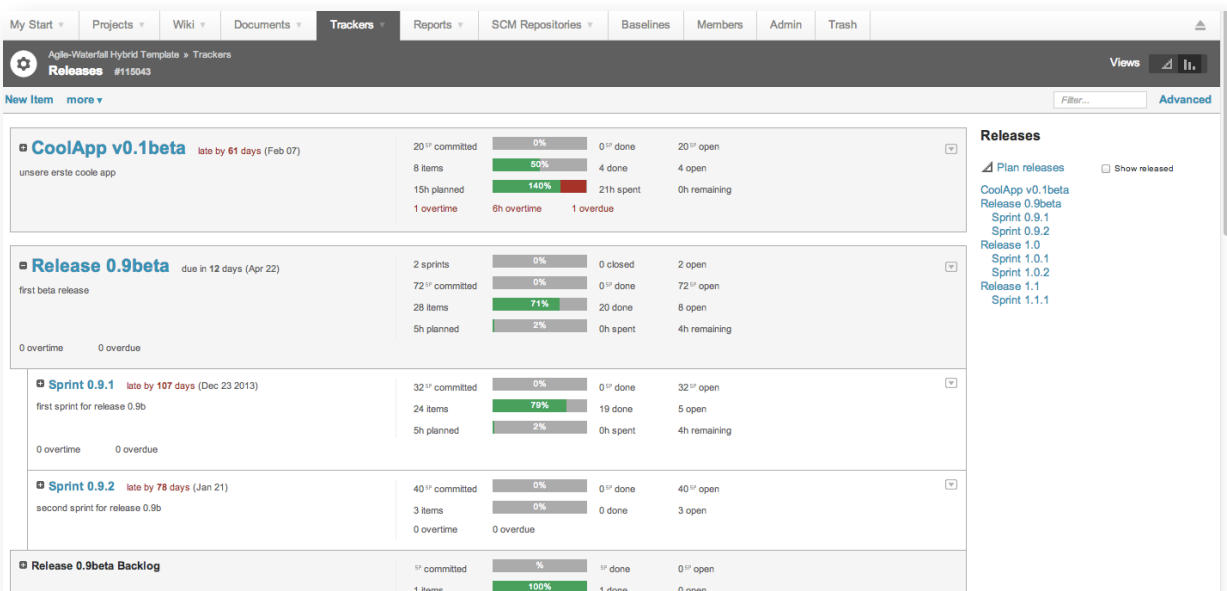 My Start Projects Wiki Documents Trackers Reports SCM Repositories Baselines Members Admin Trash
Agile-Waterfall Hybrid Template » Trackers
Releases #115043
Views
New Item more
Filter...
Advanced
CoolApp v0.1beta late by 61 days (Feb 07)
unsere erste coole app
20 SP committed 0% 0 SP done 20 SP open
8 items 50% 4 done 4 open
15h planned 140% 21h spent 0h remaining
1 overtime 6h overtime 1 overdue
Release 0.9beta due in 12 days (Apr 22)
first beta release
2 sprints 0% 0 closed 2 open
72 SP committed 0% 0 SP done 72 SP open
28 items 71% 20 done 8 open
5h planned 2% 0h spent 4h remaining
0 overtime 0 overdue
Sprint 0.9.1 late by 107 days (Dec 23 2013)
first sprint for release 0.9b
32 SP committed 0% 0 SP done 32 SP open
24 items 79% 19 done 5 open
5h planned 2% 0h spent 4h remaining
0 overtime 0 overdue
Sprint 0.9.2 late by 78 days (Jan 21)
second sprint for release 0.9b
40 SP committed 0% 0 SP done 40 SP open
3 items 0% 0 done 3 open
0 overtime 0 overdue
Release 0.9beta Backlog
SP committed % SP done 0 SP open
1 items 100% 1 done 0 open
Releases
Plan releases Show released
CoolApp v0.1beta
Release 0.9beta
Sprint 0.9.1
Sprint 0.9.2
Release 1.0
Sprint 1.0.1
Sprint 1.0.2
Release 1.1
Sprint 1.1.1